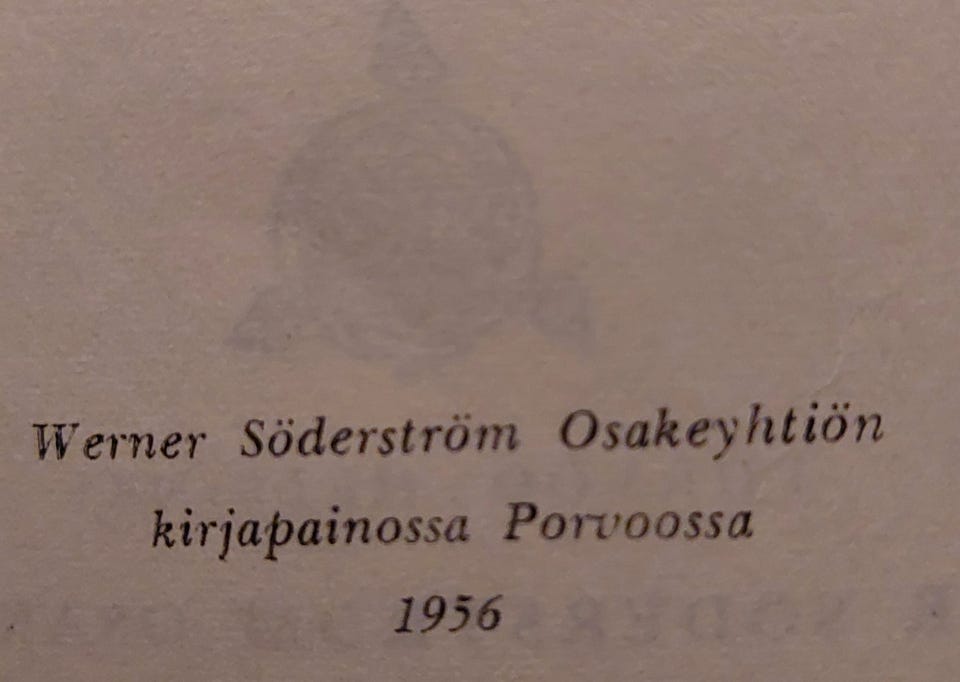 Werner Söderström Osakeyhtiön
kirjapainossa Porvoossa
1956